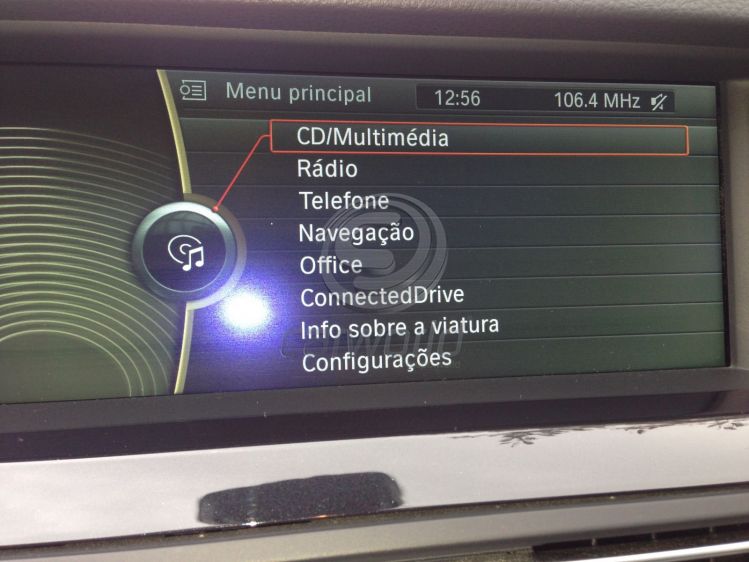 Menu principal 12:56 106.4 MHz
CD/Multimédia
Rádio
Telefone
Navegação
Office
ConnectedDrive
Info sobre a viatura
Configurações